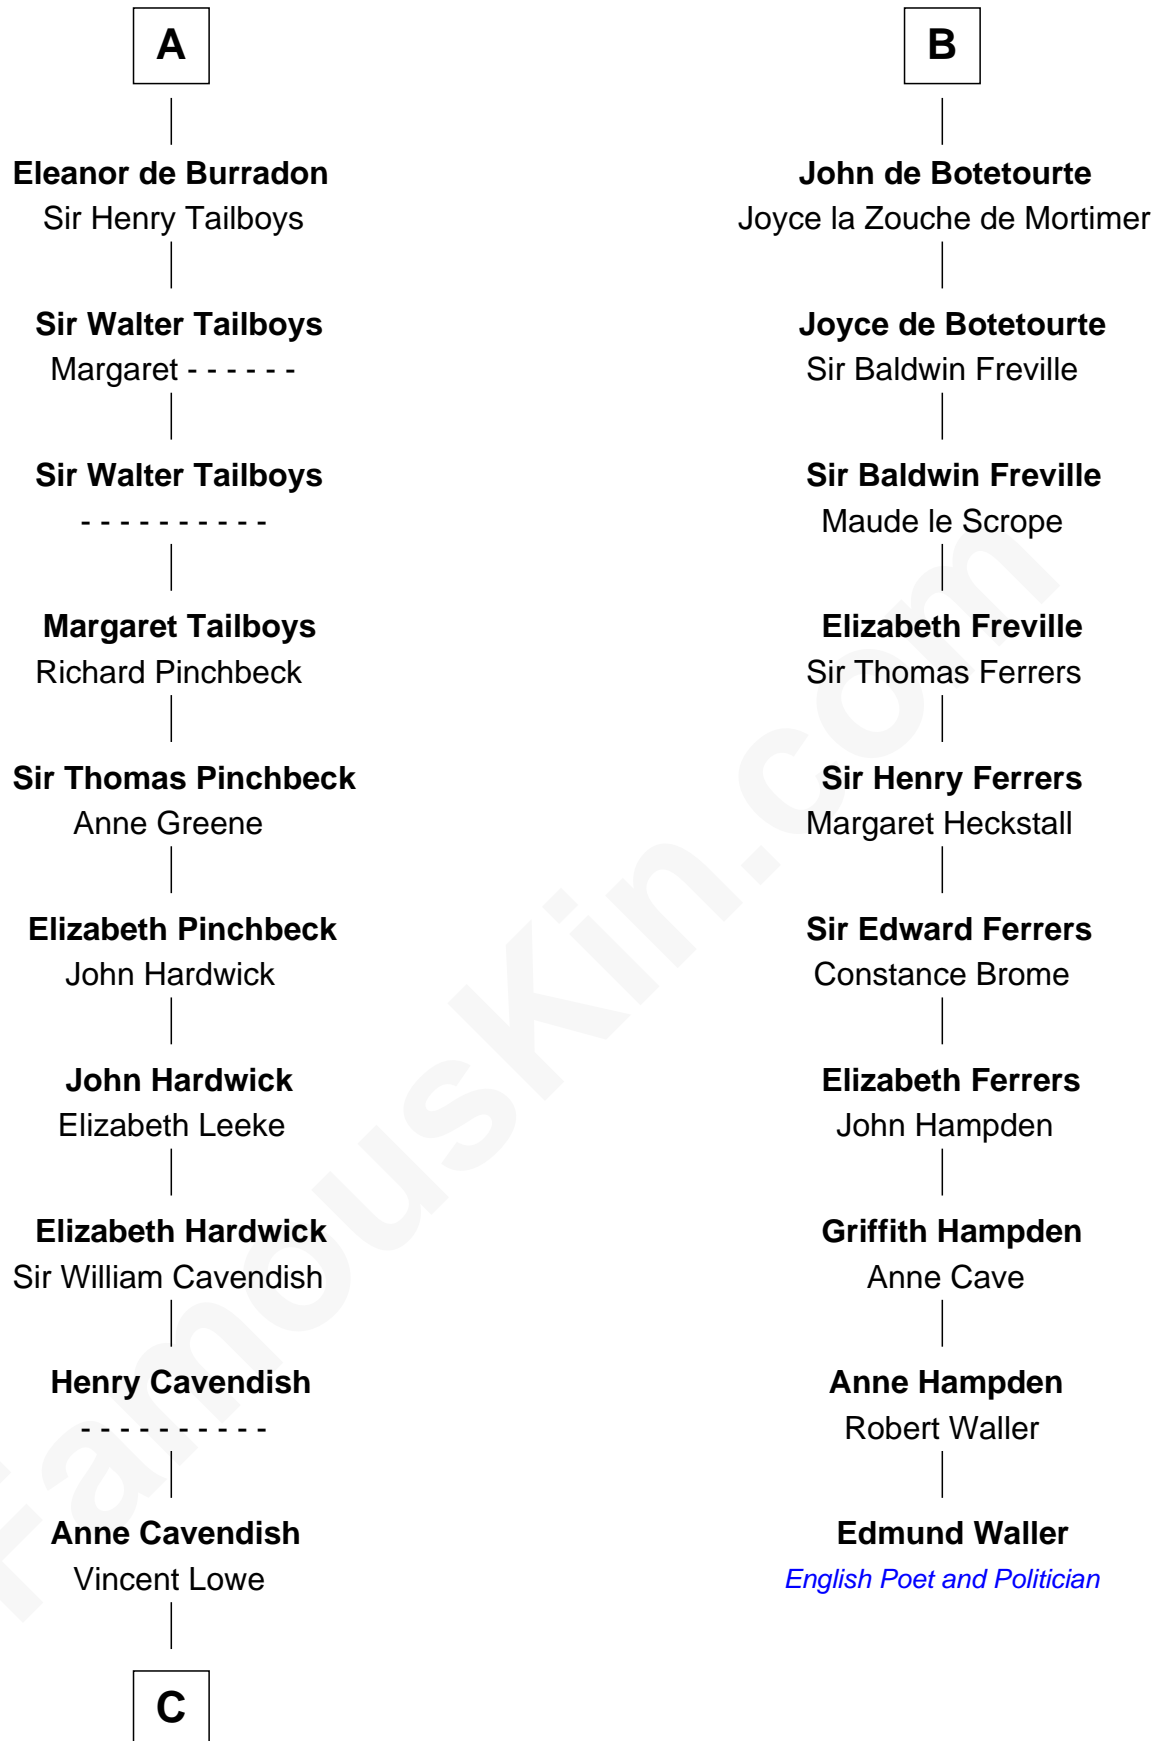 A
Eleanor de Burradon
Sir Henry Tailboys
Sir Walter Tailboys
Margaret - - - - - -
Sir Walter Tailboys
- - - - - - - - - -
Margaret Tailboys
Richard Pinchbeck
Sir Thomas Pinchbeck
Anne Greene
Elizabeth Pinchbeck
John Hardwick
John Hardwick
Elizabeth Leeke
Elizabeth Hardwick
Sir William Cavendish
Henry Cavendish
- - - - - - - - - -
Anne Cavendish
Vincent Lowe
C
B
John de Botetourte
Joyce la Zouche de Mortimer
Joyce de Botetourte
Sir Baldwin Freville
Sir Baldwin Freville
Maude le Scrope
Elizabeth Freville
Sir Thomas Ferrers
Sir Henry Ferrers
Margaret Heckstall
Sir Edward Ferrers
Constance Brome
Elizabeth Ferrers
John Hampden
Griffith Hampden
Anne Cave
Anne Hampden
Robert Waller
Edmund Waller
English Poet and Politician
FamousKin.com